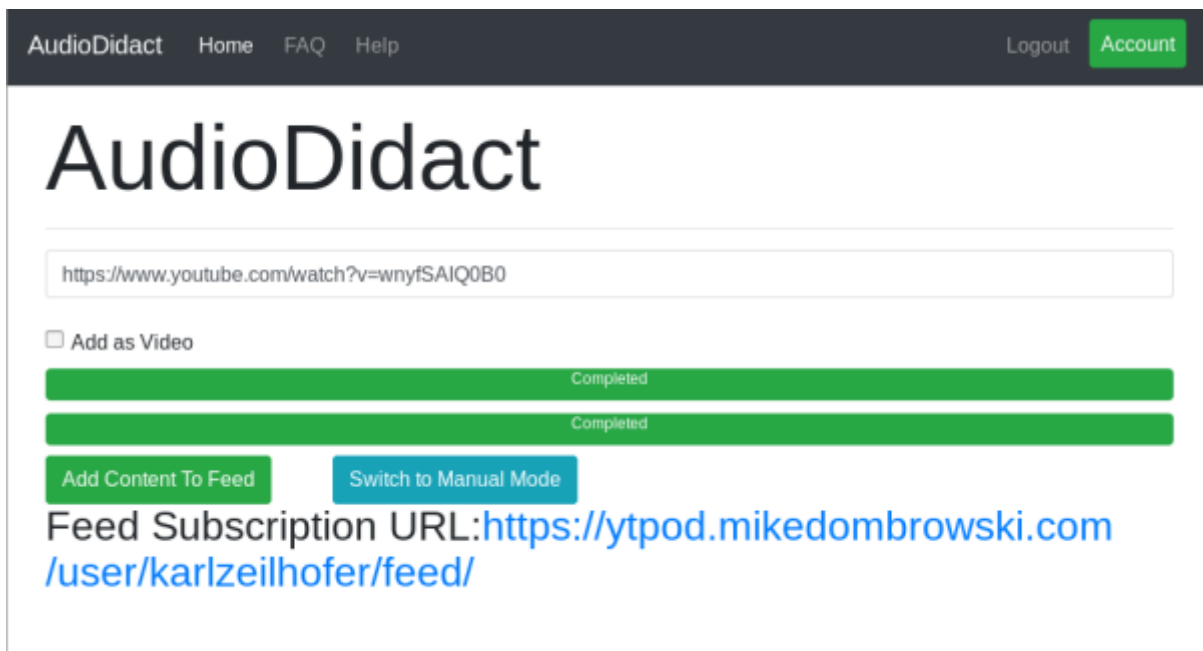 AudioDidact Home FAQ Help Logout Account
AudioDidact
https://www.youtube.com/watch?v=wnyfSAIQ0B0
Add as Video
Completed
Completed
Add Content To Feed Switch to Manual Mode
Feed Subscription URL:https://ytpod.mikedombrowski.com
/user/karlzeilhofer/feed/